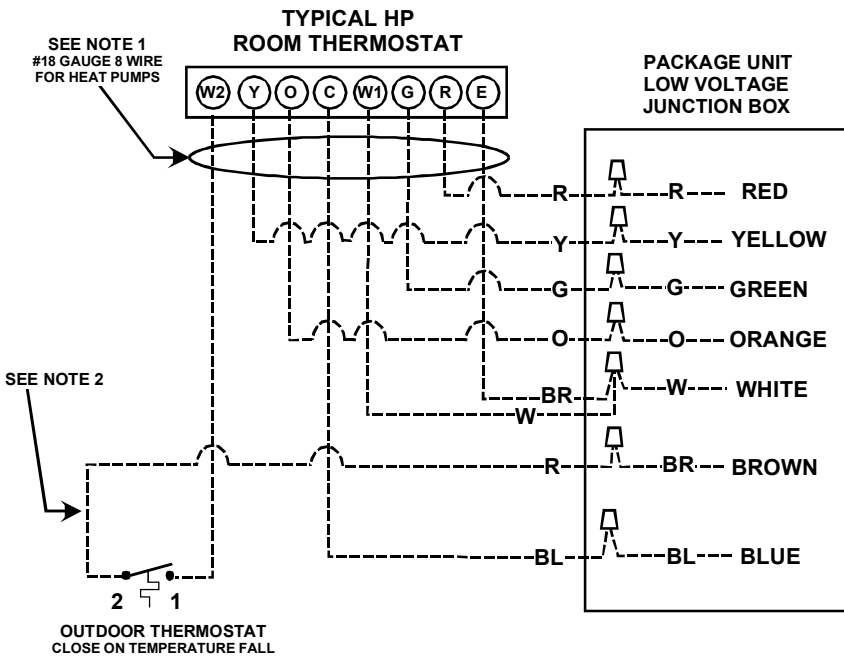 TYPICAL HP
ROOM THERMOSTAT
SEE NOTE 1
#18 GAUGE 8 WIRE
FOR HEAT PUMPS
W2 Y O C W1 G R E
PACKAGE UNIT
LOW VOLTAGE
JUNCTION BOX
R R RED
Y Y YELLOW
G G GREEN
O O ORANGE
BR W WHITE
W
SEE NOTE 2
R BR BROWN
BL BL BLUE
2 1
OUTDOOR THERMOSTAT
CLOSE ON TEMPERATURE FALL